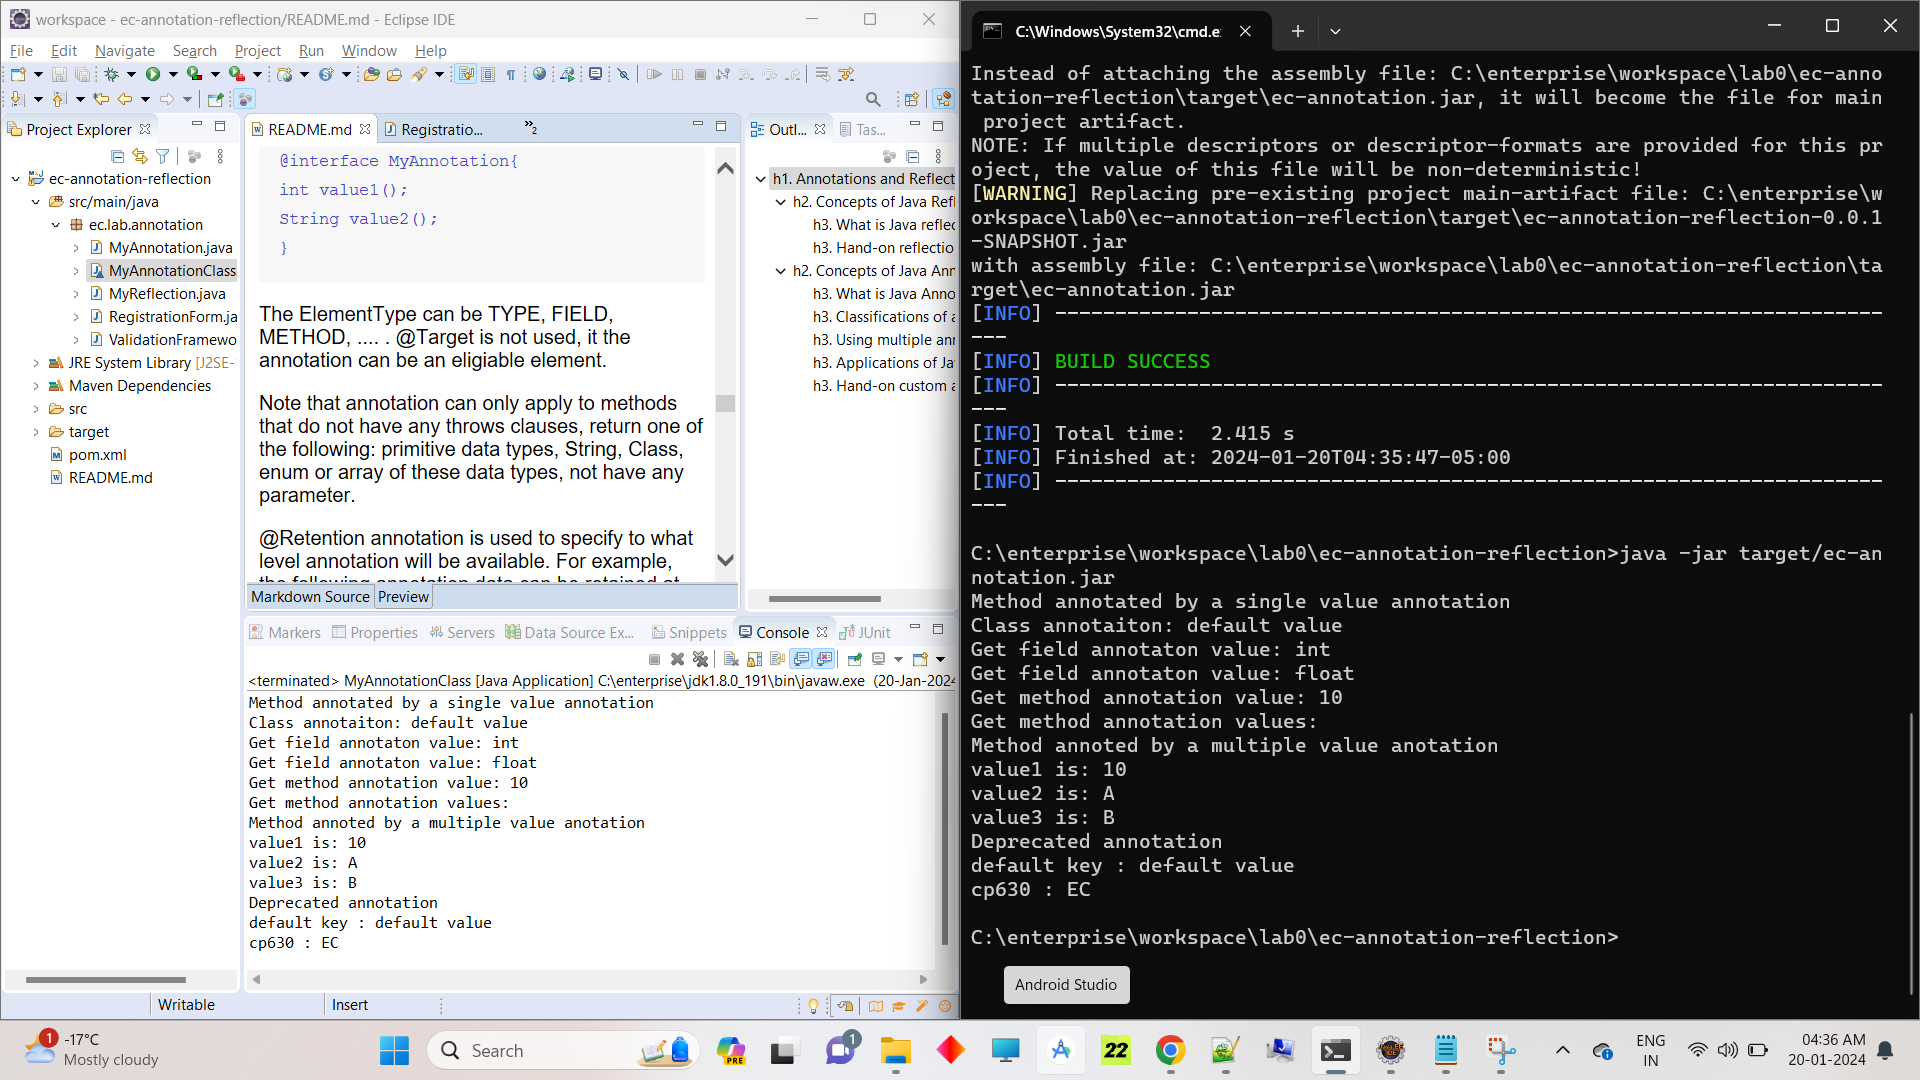 workspace - ec-annotation-reflection/README.md - Eclipse IDE
File Edit Navigate Search Project Run Window Help
Project Explorer
ec-annotation-reflection
src/main/java
ec.lab.annotation
MyAnnotation.java
MyAnnotationClass
MyReflection.java
RegistrationForm.ja
ValidationFramewo
JRE System Library [J2SE-
Maven Dependencies
src
target
pom.xml
README.md
README.md
Registratio...
»2
@interface MyAnnotation{
int value1();
String value2();
}
The ElementType can be TYPE, FIELD,
METHOD, .... . @Target is not used, it the
annotation can be an eligiable element.
Note that annotation can only apply to methods
that do not have any throws clauses, return one of
the following: primitive data types, String, Class,
enum or array of these data types, not have any
parameter.
@Retention annotation is used to specify to what
level annotation will be available. For example,
the following annotation data can be retained at
Markdown Source Preview
Outl... Tas...
h1. Annotations and Reflect
h2. Concepts of Java Refl
h3. What is Java reflec
h3. Hand-on reflectio
h2. Concepts of Java Ann
h3. What is Java Anno
h3. Classifications of a
h3. Using multiple ann
h3. Applications of Ja
h3. Hand-on custom a
Markers Properties Servers Data Source Ex... Snippets Console JUnit
<terminated> MyAnnotationClass [Java Application] C:\enterprise\jdk1.8.0_191\bin\javaw.exe (20-Jan-2024
Method annotated by a single value annotation
Class annotaiton: default value
Get field annotaton value: int
Get field annotaton value: float
Get method annotation value: 10
Get method annotation values:
Method annoted by a multiple value anotation
value1 is: 10
value2 is: A
value3 is: B
Deprecated annotation
default key : default value
cp630 : EC
Writable Insert
C:\Windows\System32\cmd.e
Instead of attaching the assembly file: C:\enterprise\workspace\lab0\ec-anno
tation-reflection\target\ec-annotation.jar, it will become the file for main
project artifact.
NOTE: If multiple descriptors or descriptor-formats are provided for this pr
oject, the value of this file will be non-deterministic!
[WARNING] Replacing pre-existing project main-artifact file: C:\enterprise\w
orkspace\lab0\ec-annotation-reflection\target\ec-annotation-reflection-0.0.1
-SNAPSHOT.jar
with assembly file: C:\enterprise\workspace\lab0\ec-annotation-reflection\ta
rget\ec-annotation.jar
[INFO] ---------------------------------------------------------------------
---
[INFO] BUILD SUCCESS
[INFO] ---------------------------------------------------------------------
---
[INFO] Total time:  2.415 s
[INFO] Finished at: 2024-01-20T04:35:47-05:00
[INFO] ---------------------------------------------------------------------
---
C:\enterprise\workspace\lab0\ec-annotation-reflection>java -jar target/ec-an
notation.jar
Method annotated by a single value annotation
Class annotaiton: default value
Get field annotaton value: int
Get field annotaton value: float
Get method annotation value: 10
Get method annotation values:
Method annoted by a multiple value anotation
value1 is: 10
value2 is: A
value3 is: B
Deprecated annotation
default key : default value
cp630 : EC
C:\enterprise\workspace\lab0\ec-annotation-reflection>
Android Studio
1
-17°C
Mostly cloudy
Search
PRE
1
22
ENG
IN
04:36 AM
20-01-2024